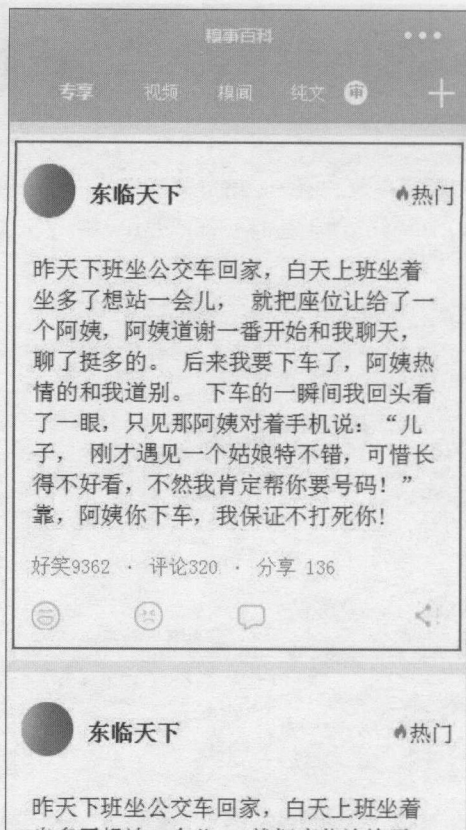 糗事百科
专享 视频 糗闻 纯文 审
东临天下 热门
昨天下班坐公交车回家，白天上班坐着
坐多了想站一会儿， 就把座位让给了一
个阿姨，阿姨道谢一番开始和我聊天，
聊了挺多的。 后来我要下车了，阿姨热
情的和我道别。 下车的一瞬间我回头看
了一眼，只见那阿姨对着手机说：“儿
子， 刚才遇见一个姑娘特不错，可惜长
得不好看，不然我肯定帮你要号码！”
靠，阿姨你下车，我保证不打死你！
好笑9362 · 评论320 · 分享 136
东临天下 热门
昨天下班坐公交车回家，白天上班坐着